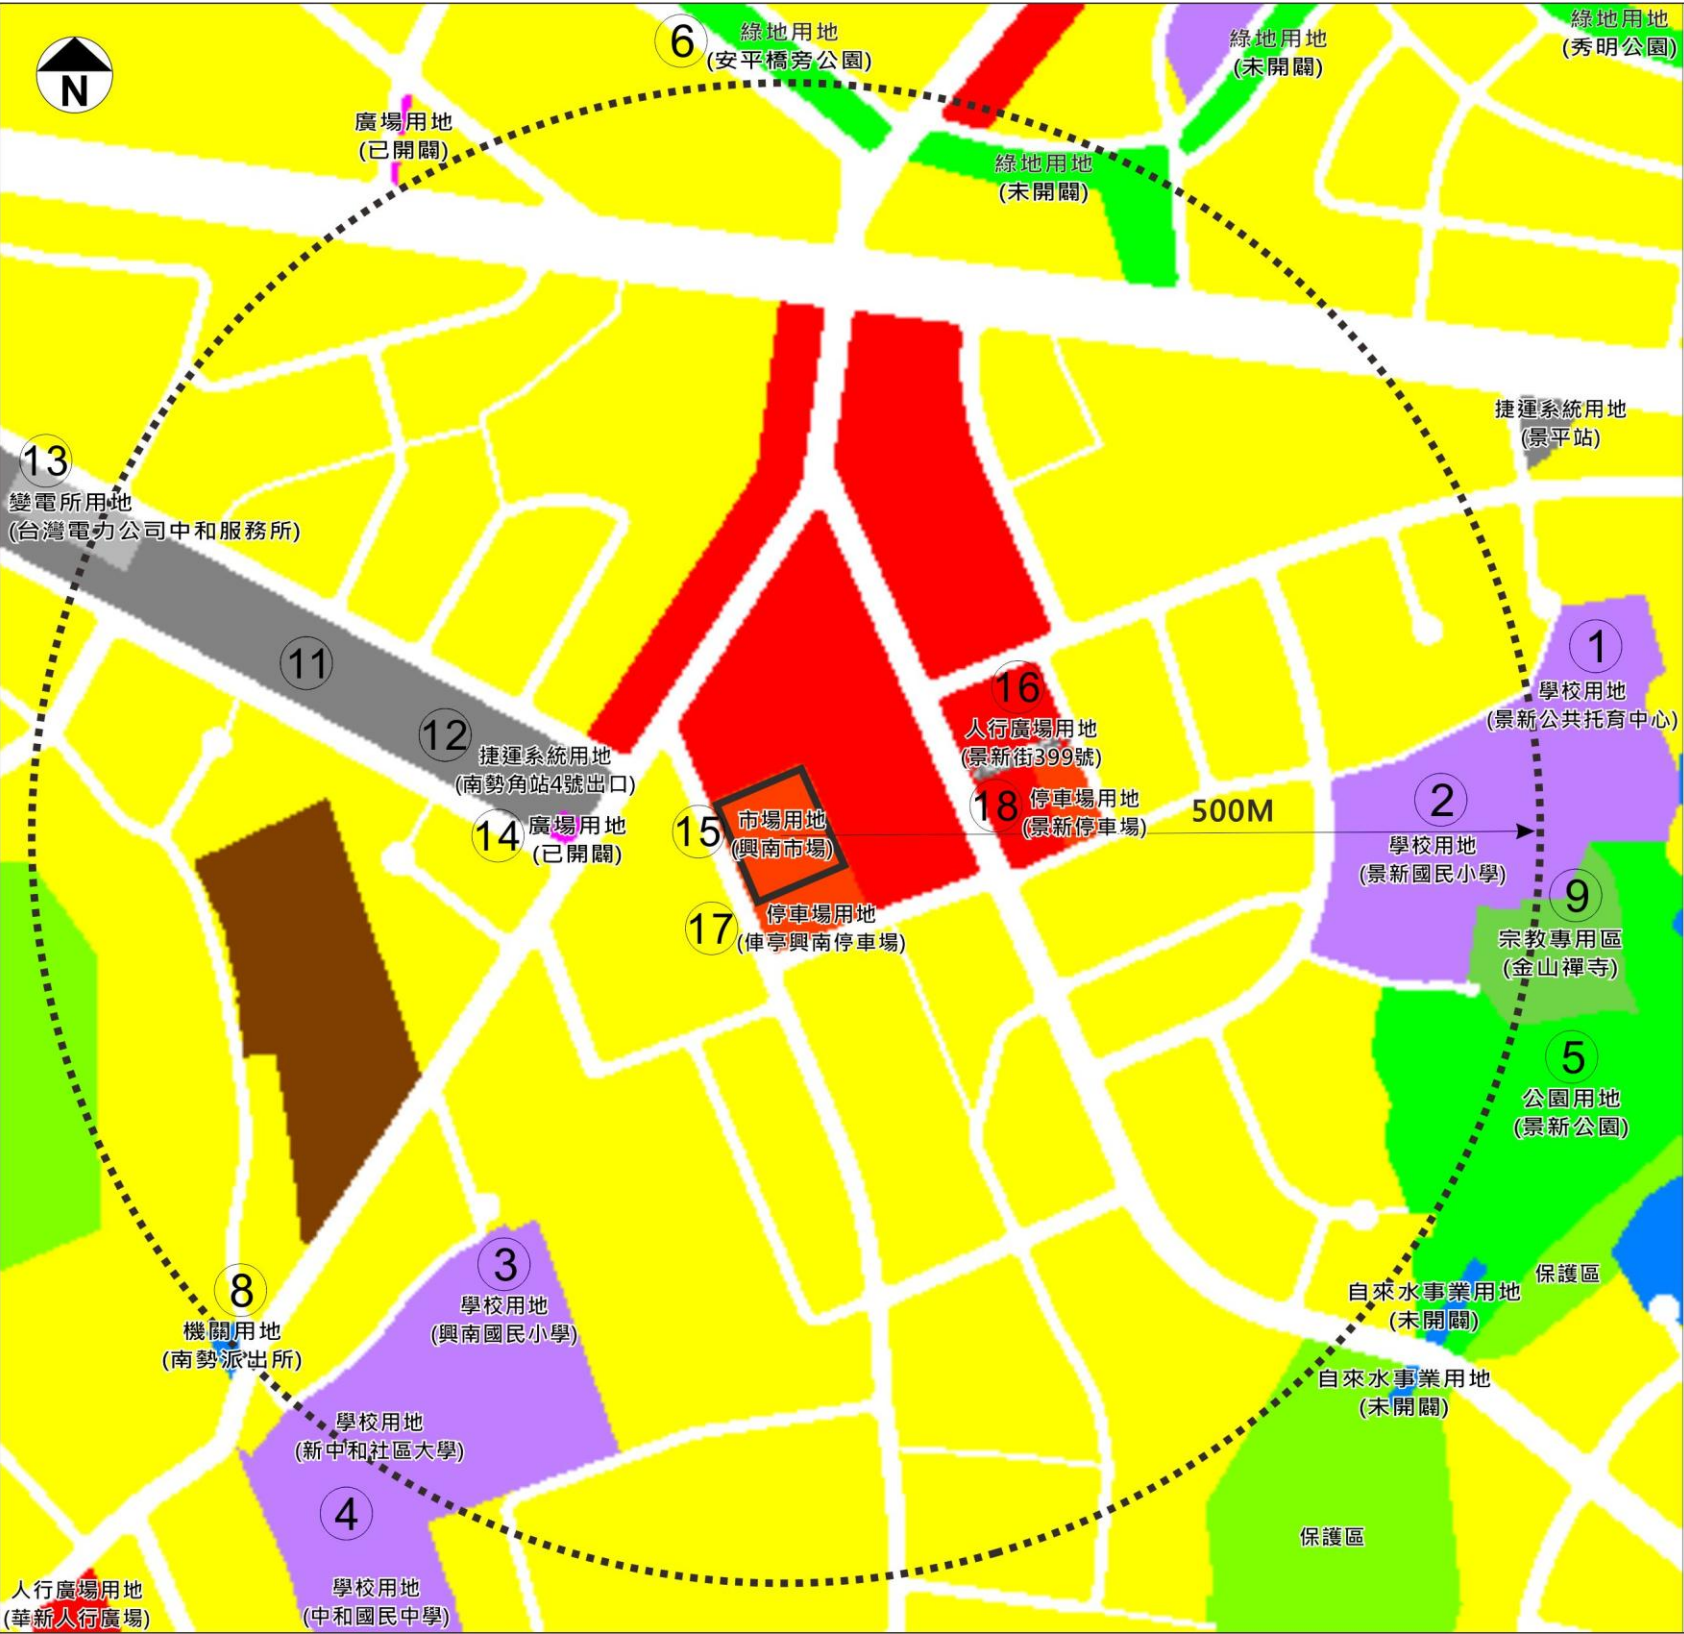 6
綠地用地
(安平橋旁公園)
綠地用地
(未開闢)
綠地用地
(秀明公園)
N
廣場用地
(已開闢)
綠地用地
(未開闢)
捷運系統用地
(景平站)
13
變電所用地
(台灣電力公司中和服務所)
1
學校用地
(景新公共托育中心)
11
16
人行廣場用地
(景新街399號)
12
捷運系統用地
(南勢角站4號出口)
18
停車場用地
(景新停車場)
500M
2
學校用地
(景新國民小學)
14
廣場用地
(已開闢)
15
市場用地
(興南市場)
9
宗教專用區
(金山禪寺)
17
停車場用地
(俥亭興南停車場)
5
公園用地
(景新公園)
3
學校用地
(興南國民小學)
8
機關用地
(南勢派出所)
保護區
自來水事業用地
(未開闢)
自來水事業用地
(未開闢)
學校用地
(新中和社區大學)
4
學校用地
(中和國民中學)
保護區
人行廣場用地
(華新人行廣場)